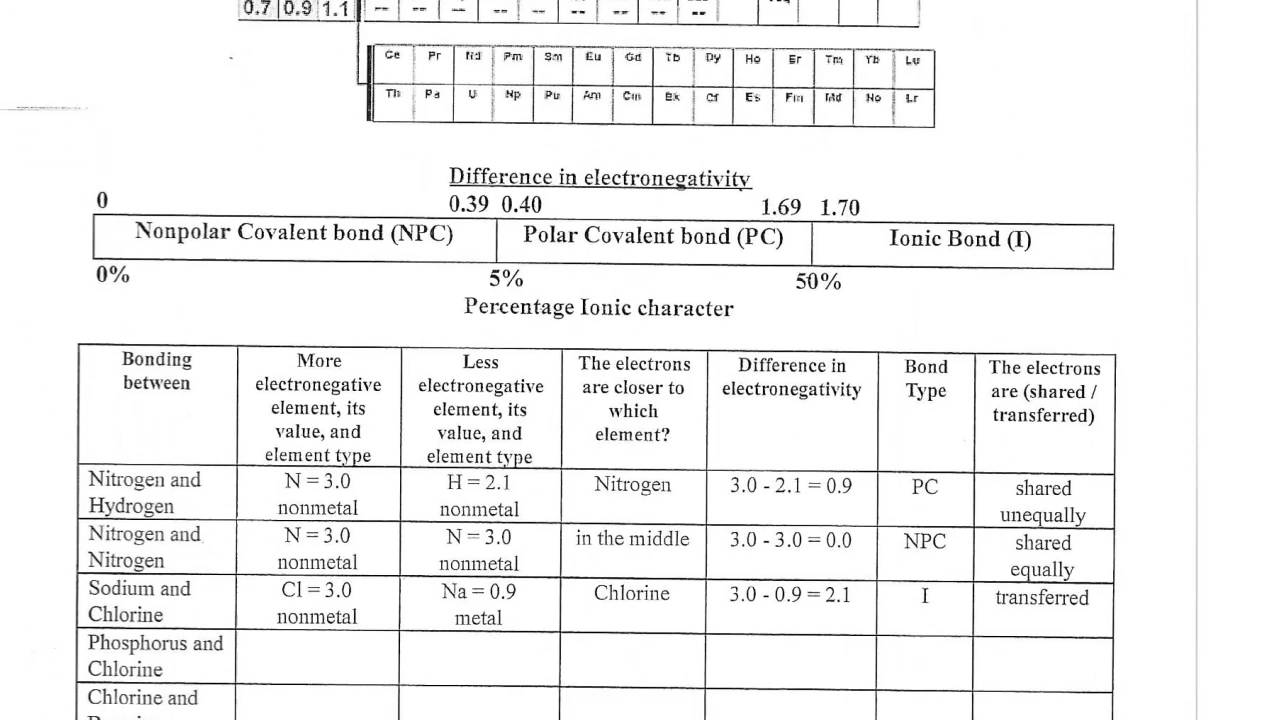 0.7 0.9 1.1 -- -- -- -- -- -- -- -- --
Ce Pr Nd Pm Sm Eu Gd Tb Dy Ho Er Tm Yb Lu
Th Pa U Np Pu Am Cm Bk Cf Es Fm Md No Lr
Difference in electronegativity
0 0.39 0.40 1.69 1.70
Nonpolar Covalent bond (NPC) Polar Covalent bond (PC) Ionic Bond (I)
0% 5% 50%
Percentage Ionic character
Bonding More Less The electrons Difference in Bond The electrons
between electronegative electronegative are closer to electronegativity Type are (shared /
element, its element, its which transferred)
value, and value, and element?
element type element type
Nitrogen and N = 3.0 H = 2.1 Nitrogen 3.0 - 2.1 = 0.9 PC shared
Hydrogen nonmetal nonmetal unequally
Nitrogen and N = 3.0 N = 3.0 in the middle 3.0 - 3.0 = 0.0 NPC shared
Nitrogen nonmetal nonmetal equally
Sodium and Cl = 3.0 Na = 0.9 Chlorine 3.0 - 0.9 = 2.1 I transferred
Chlorine nonmetal metal
Phosphorus and
Chlorine
Chlorine and